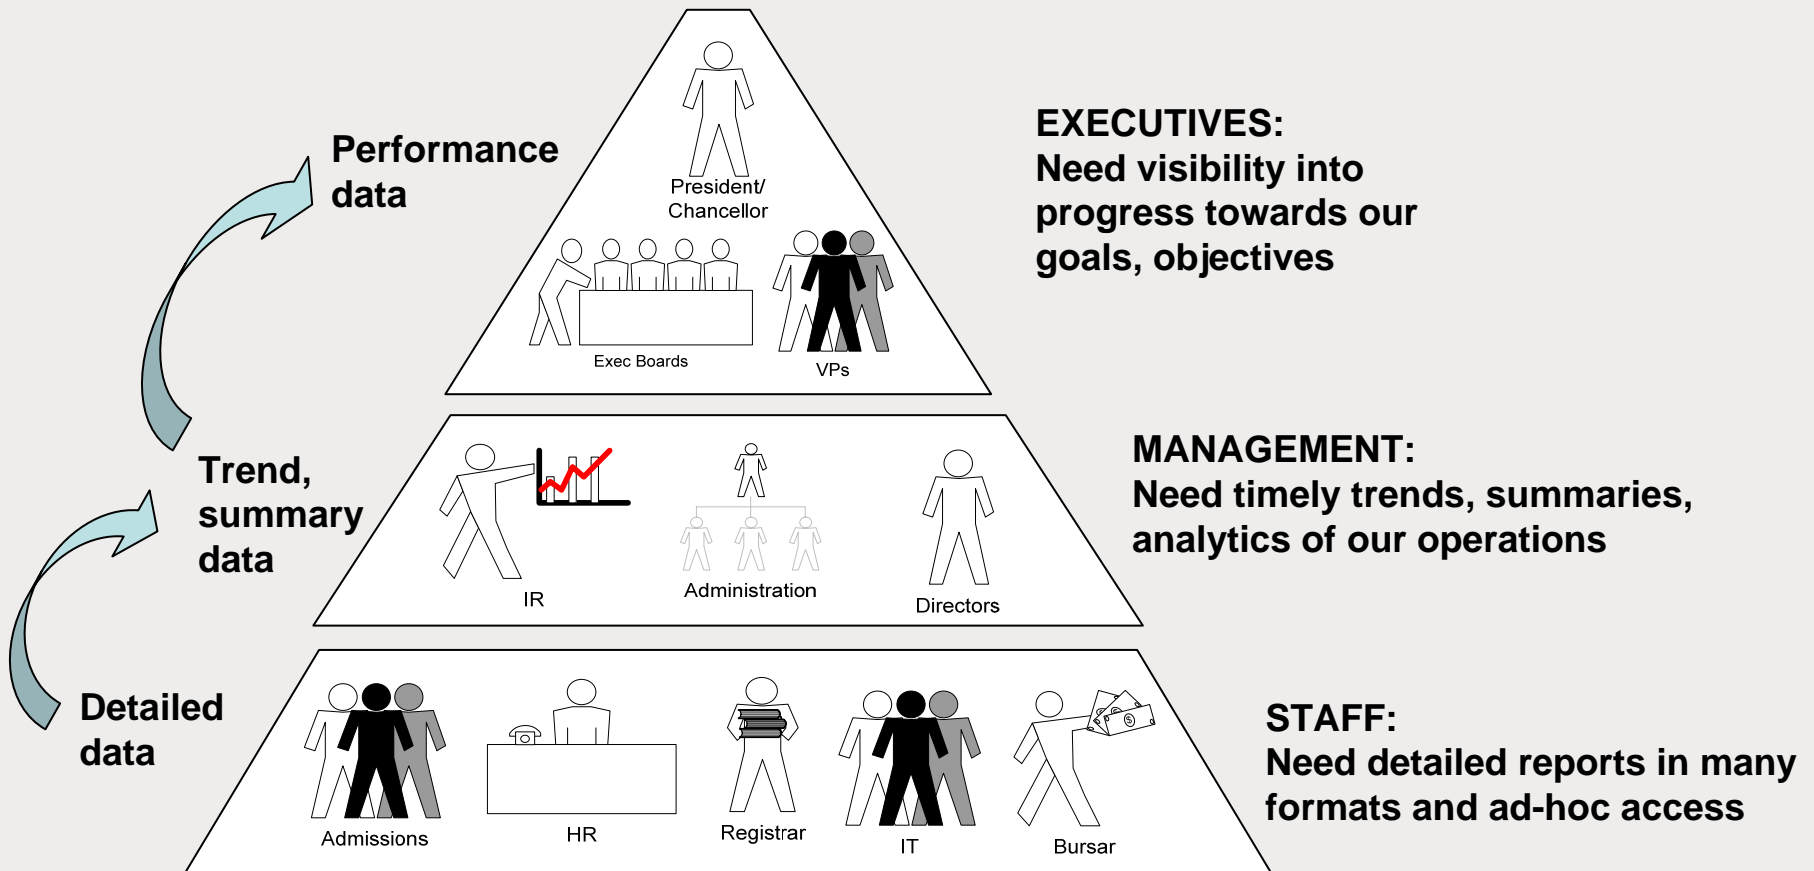 Performance
data
EXECUTIVES:
Need visibility into
progress towards our
goals, objectives
President/
Chancellor
Exec Boards
VPs
Trend,
summary
data
MANAGEMENT:
Need timely trends, summaries,
analytics of our operations
IR
Administration
Directors
Detailed
data
STAFF:
Need detailed reports in many
formats and ad-hoc access
Admissions
HR
Registrar
IT
Bursar
$